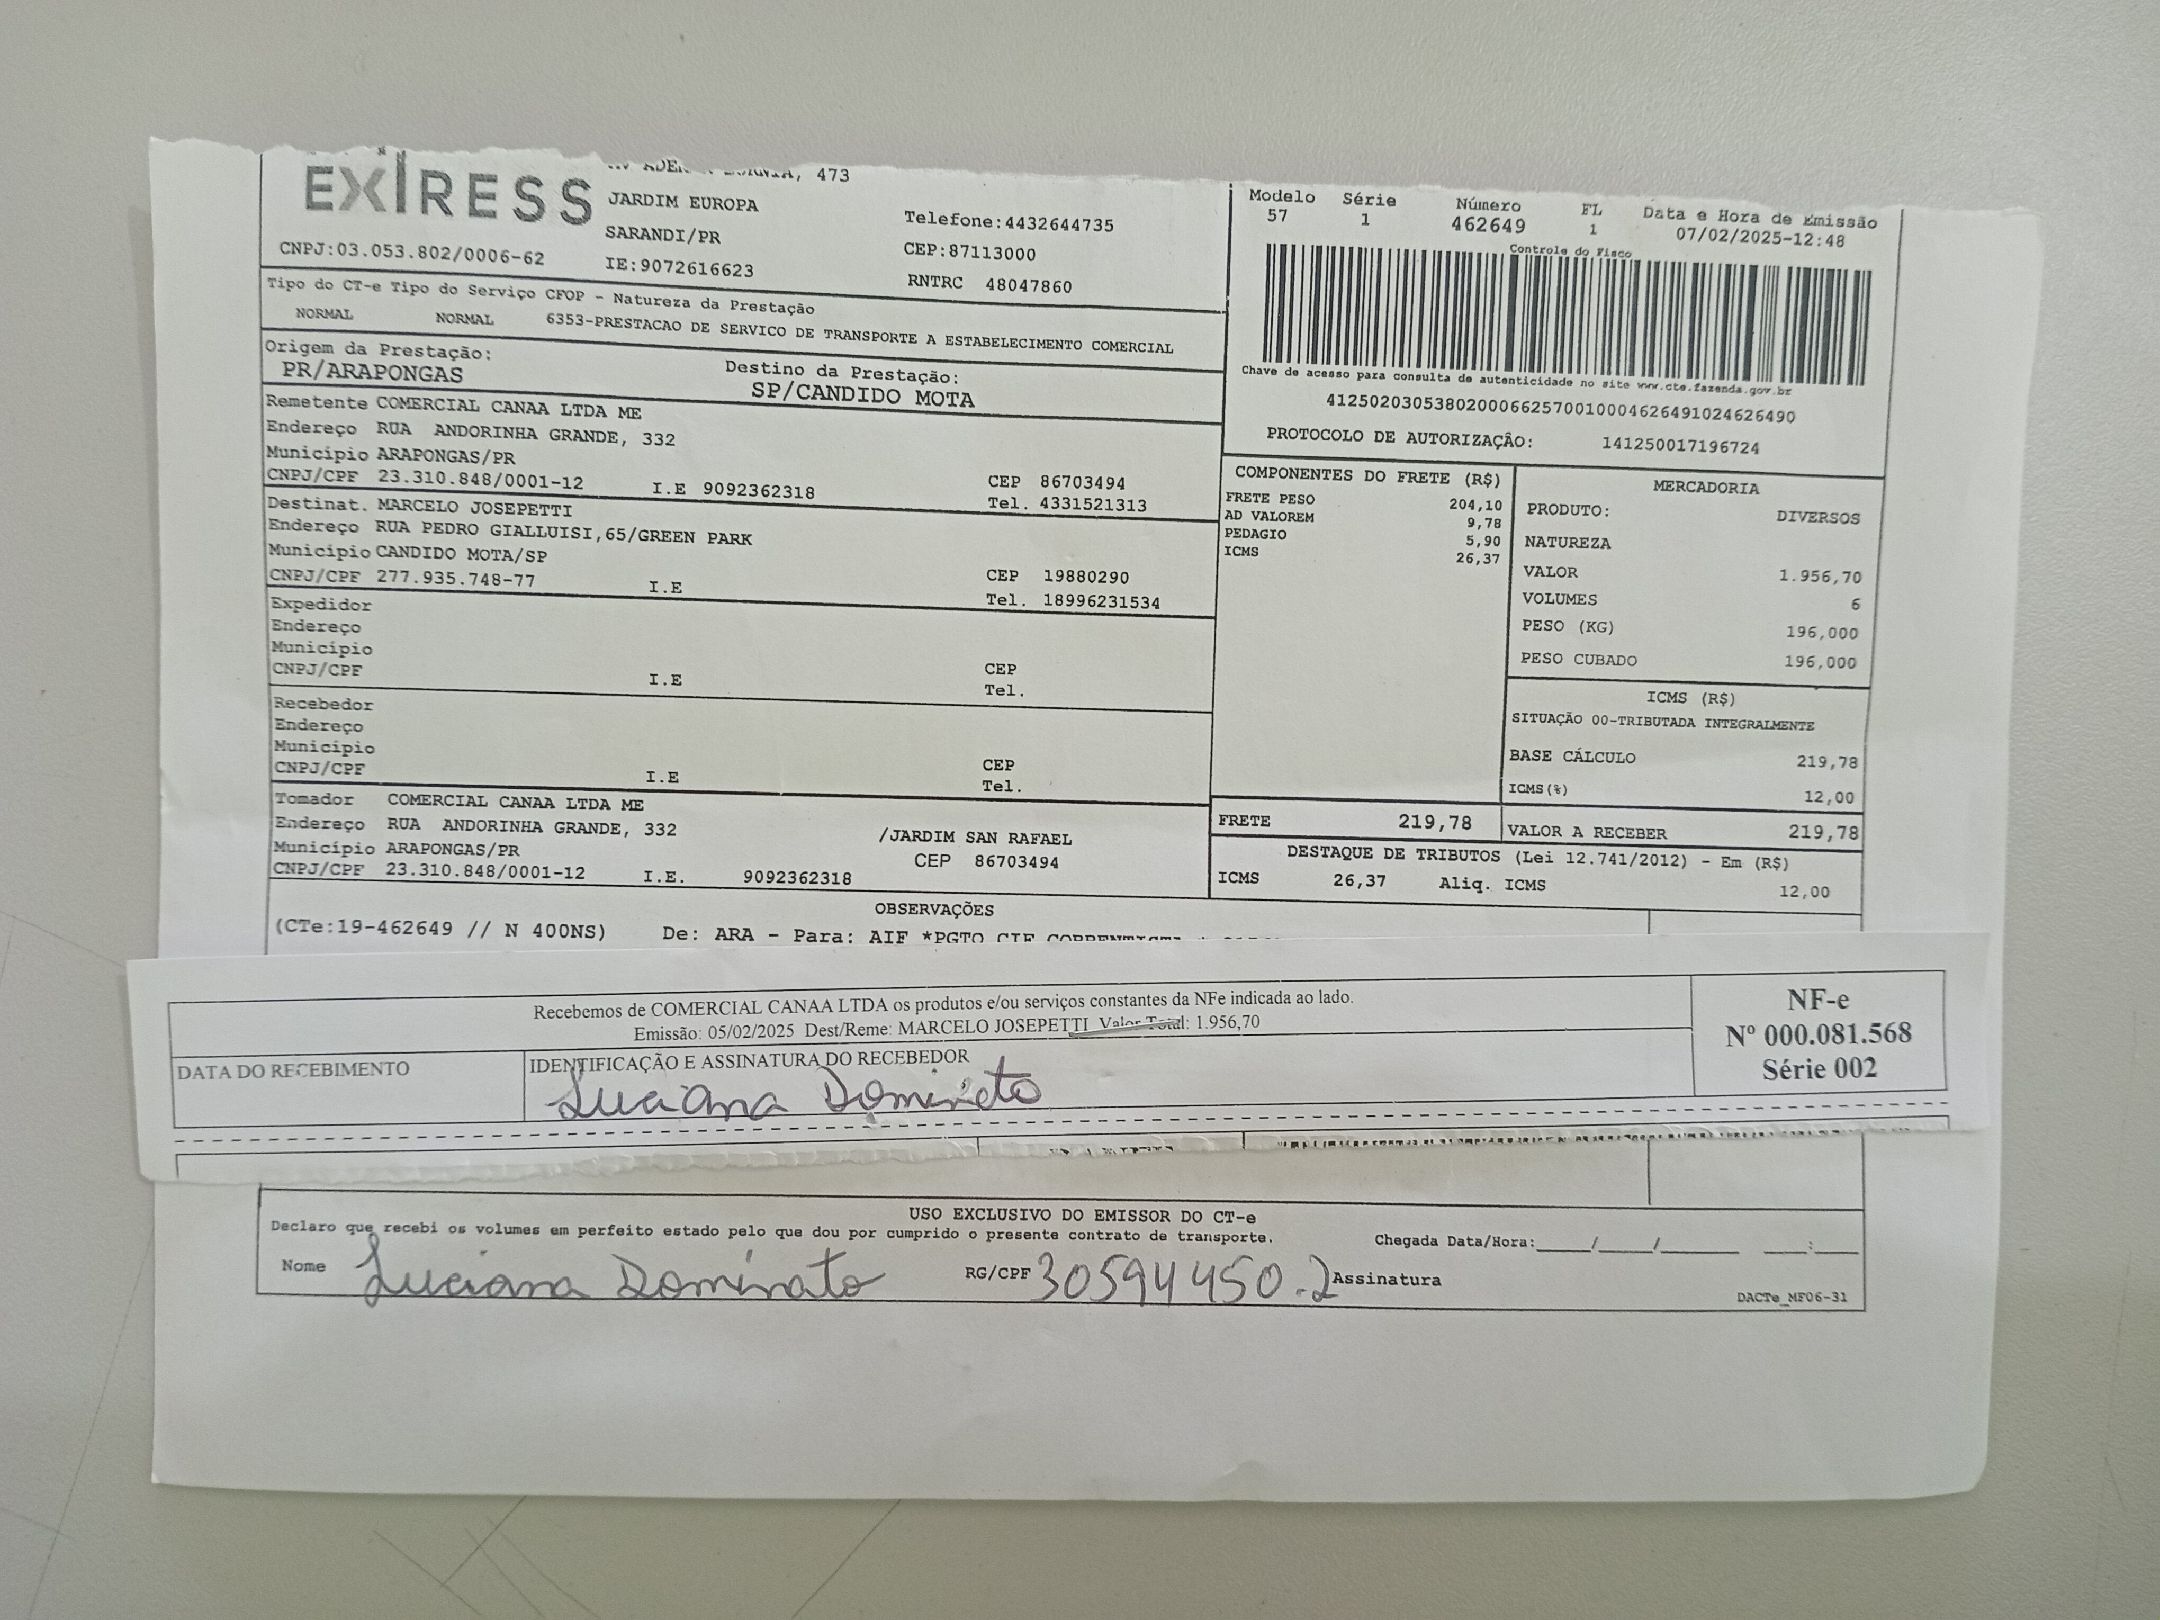 EXIRESS
, 473
JARDIM EUROPA
SARANDI/PR
CNPJ:03.053.802/0006-62
IE:9072616623
Telefone:4432644735
CEP:87113000
RNTRC 48047860
Modelo Série Número FL Data e Hora de Emissão
57 1 462649 1 07/02/2025-12:48
Controle do Fisco
Chave de acesso para consulta de autenticidade no site www.cte.fazenda.gov.br
41250203053802000662570010004626491024626490
PROTOCOLO DE AUTORIZAÇÃO: 141250017196724
Tipo do CT-e Tipo do Serviço CFOP - Natureza da Prestação
NORMAL NORMAL 6353-PRESTACAO DE SERVICO DE TRANSPORTE A ESTABELECIMENTO COMERCIAL
Origem da Prestação: Destino da Prestação:
PR/ARAPONGAS SP/CANDIDO MOTA
Remetente COMERCIAL CANAA LTDA ME
Endereço RUA ANDORINHA GRANDE, 332
Município ARAPONGAS/PR CEP 86703494
CNPJ/CPF 23.310.848/0001-12 I.E 9092362318 Tel. 4331521313
Destinat. MARCELO JOSEPETTI
Endereço RUA PEDRO GIALLUISI,65/GREEN PARK
Município CANDIDO MOTA/SP CEP 19880290
CNPJ/CPF 277.935.748-77 I.E Tel. 18996231534
Expedidor
Endereço
Município CEP
CNPJ/CPF I.E Tel.
Recebedor
Endereço
Município CEP
CNPJ/CPF I.E Tel.
Tomador COMERCIAL CANAA LTDA ME
Endereço RUA ANDORINHA GRANDE, 332 /JARDIM SAN RAFAEL
Município ARAPONGAS/PR CEP 86703494
CNPJ/CPF 23.310.848/0001-12 I.E. 9092362318
COMPONENTES DO FRETE (R$)
FRETE PESO 204,10
AD VALOREM 9,78
PEDAGIO 5,90
ICMS 26,37
MERCADORIA
PRODUTO: DIVERSOS
NATUREZA
VALOR 1.956,70
VOLUMES 6
PESO (KG) 196,000
PESO CUBADO 196,000
ICMS (R$)
SITUAÇÃO 00-TRIBUTADA INTEGRALMENTE
BASE CÁLCULO 219,78
ICMS(%) 12,00
FRETE 219,78 VALOR A RECEBER 219,78
DESTAQUE DE TRIBUTOS (Lei 12.741/2012) - Em (R$)
ICMS 26,37 Aliq. ICMS 12,00
OBSERVAÇÕES
(CTe:19-462649 // N 400NS) De: ARA - Para: AIF *PGTO CIF
Recebemos de COMERCIAL CANAA LTDA os produtos e/ou serviços constantes da NFe indicada ao lado.
Emissão: 05/02/2025 Dest/Reme: MARCELO JOSEPETTI Valor Total: 1.956,70
DATA DO RECEBIMENTO IDENTIFICAÇÃO E ASSINATURA DO RECEBEDOR
Luciana Dominato
NF-e
Nº 000.081.568
Série 002
USO EXCLUSIVO DO EMISSOR DO CT-e
Declaro que recebi os volumes em perfeito estado pelo que dou por cumprido o presente contrato de transporte. Chegada Data/Hora:____/____/______ ___:___
Nome Luciana Dominato RG/CPF 30594450-2 Assinatura
DACTe_MF06-31